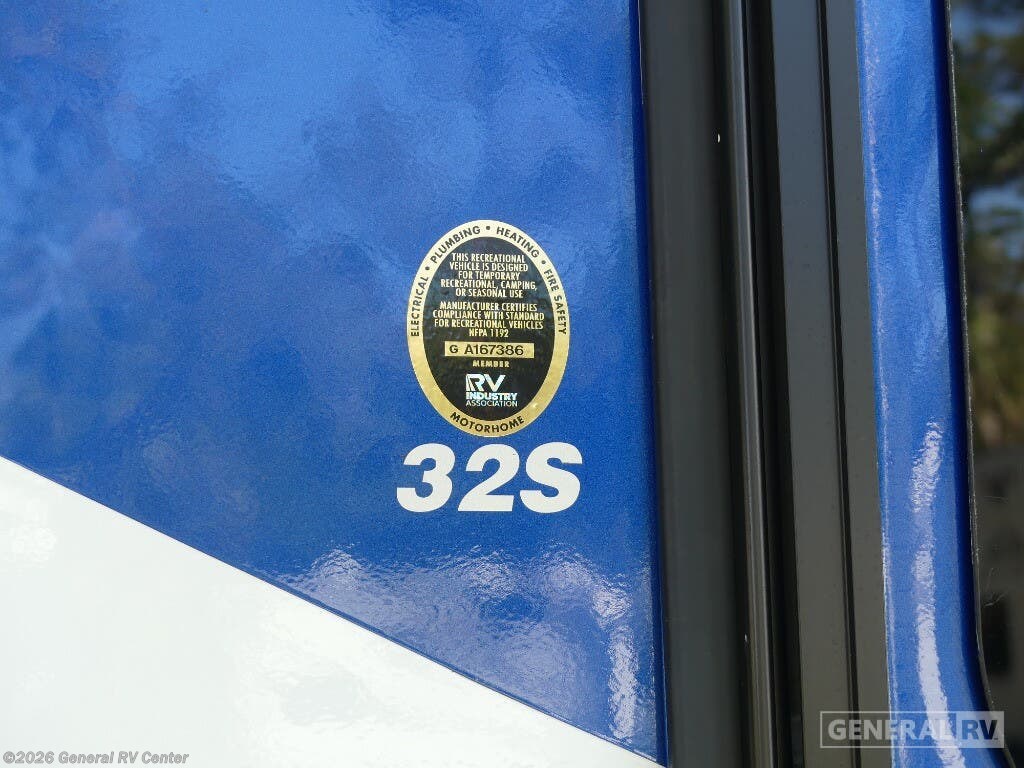 ELECTRICAL • PLUMBING • HEATING • FIRE SAFETY
THIS RECREATIONAL
VEHICLE IS DESIGNED
FOR TEMPORARY
RECREATIONAL, CAMPING,
OR SEASONAL USE
MANUFACTURER CERTIFIES
COMPLIANCE WITH STANDARD
FOR RECREATIONAL VEHICLES
NFPA 1192
G A167386
MEMBER
RV
INDUSTRY
ASSOCIATION
MOTORHOME
32S
GENERAL RV
©2026 General RV Center